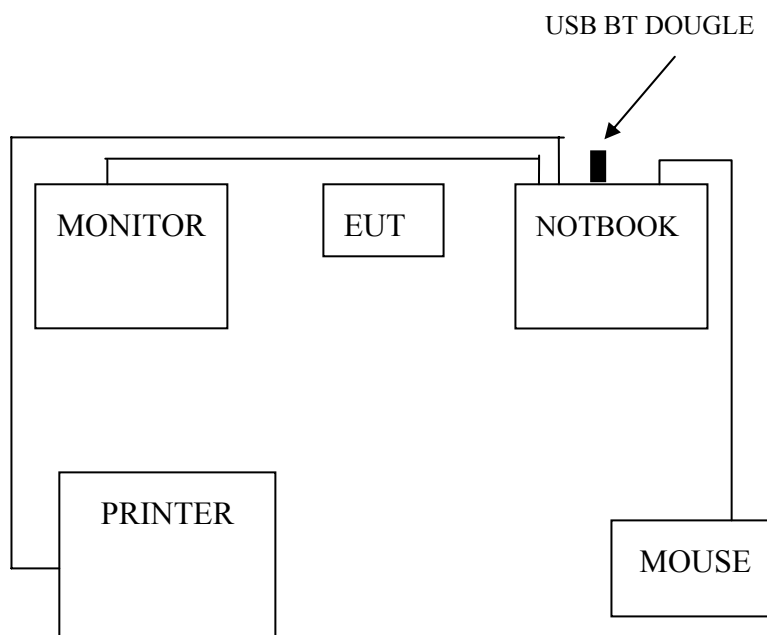 USB BT DOUGLE
MONITOR
EUT
NOTBOOK
PRINTER
MOUSE